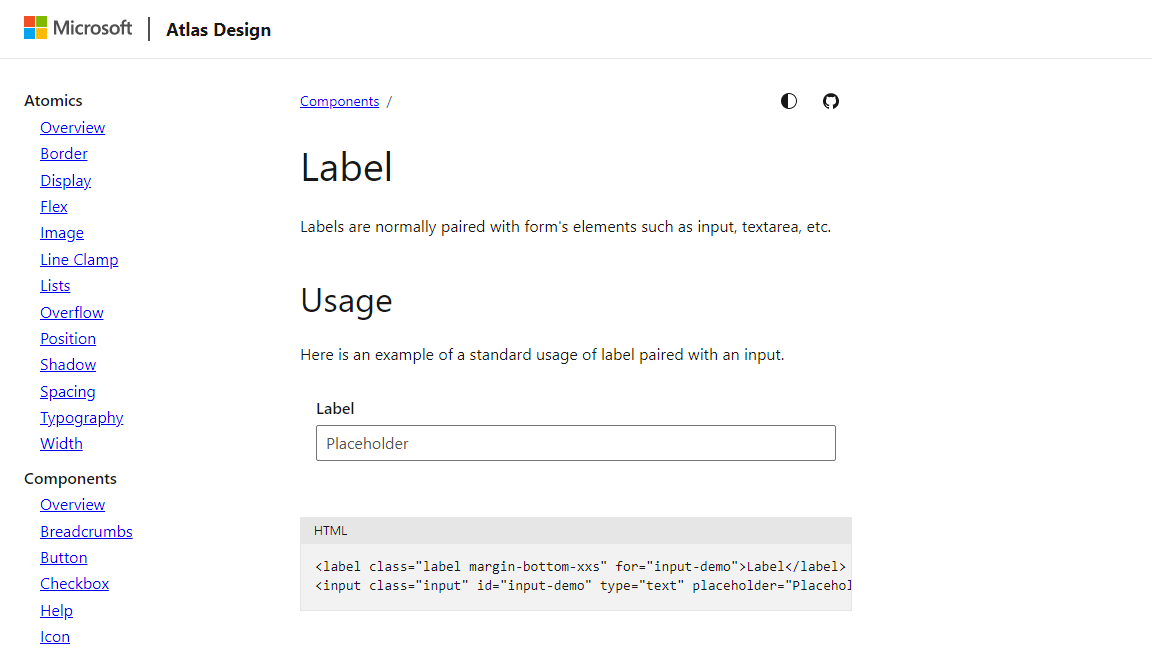 Microsoft
Atlas Design
Atomics
Overview
Border
Display
Flex
Image
Line Clamp
Lists
Overflow
Position
Shadow
Spacing
Typography
Width
Components
Overview
Breadcrumbs
Button
Checkbox
Help
Icon
Components /
Label
Labels are normally paired with form's elements such as input, textarea, etc.
Usage
Here is an example of a standard usage of label paired with an input.
Label
Placeholder
HTML
<label class="label margin-bottom-xxs" for="input-demo">Label</label>
<input class="input" id="input-demo" type="text" placeholder="Placehol